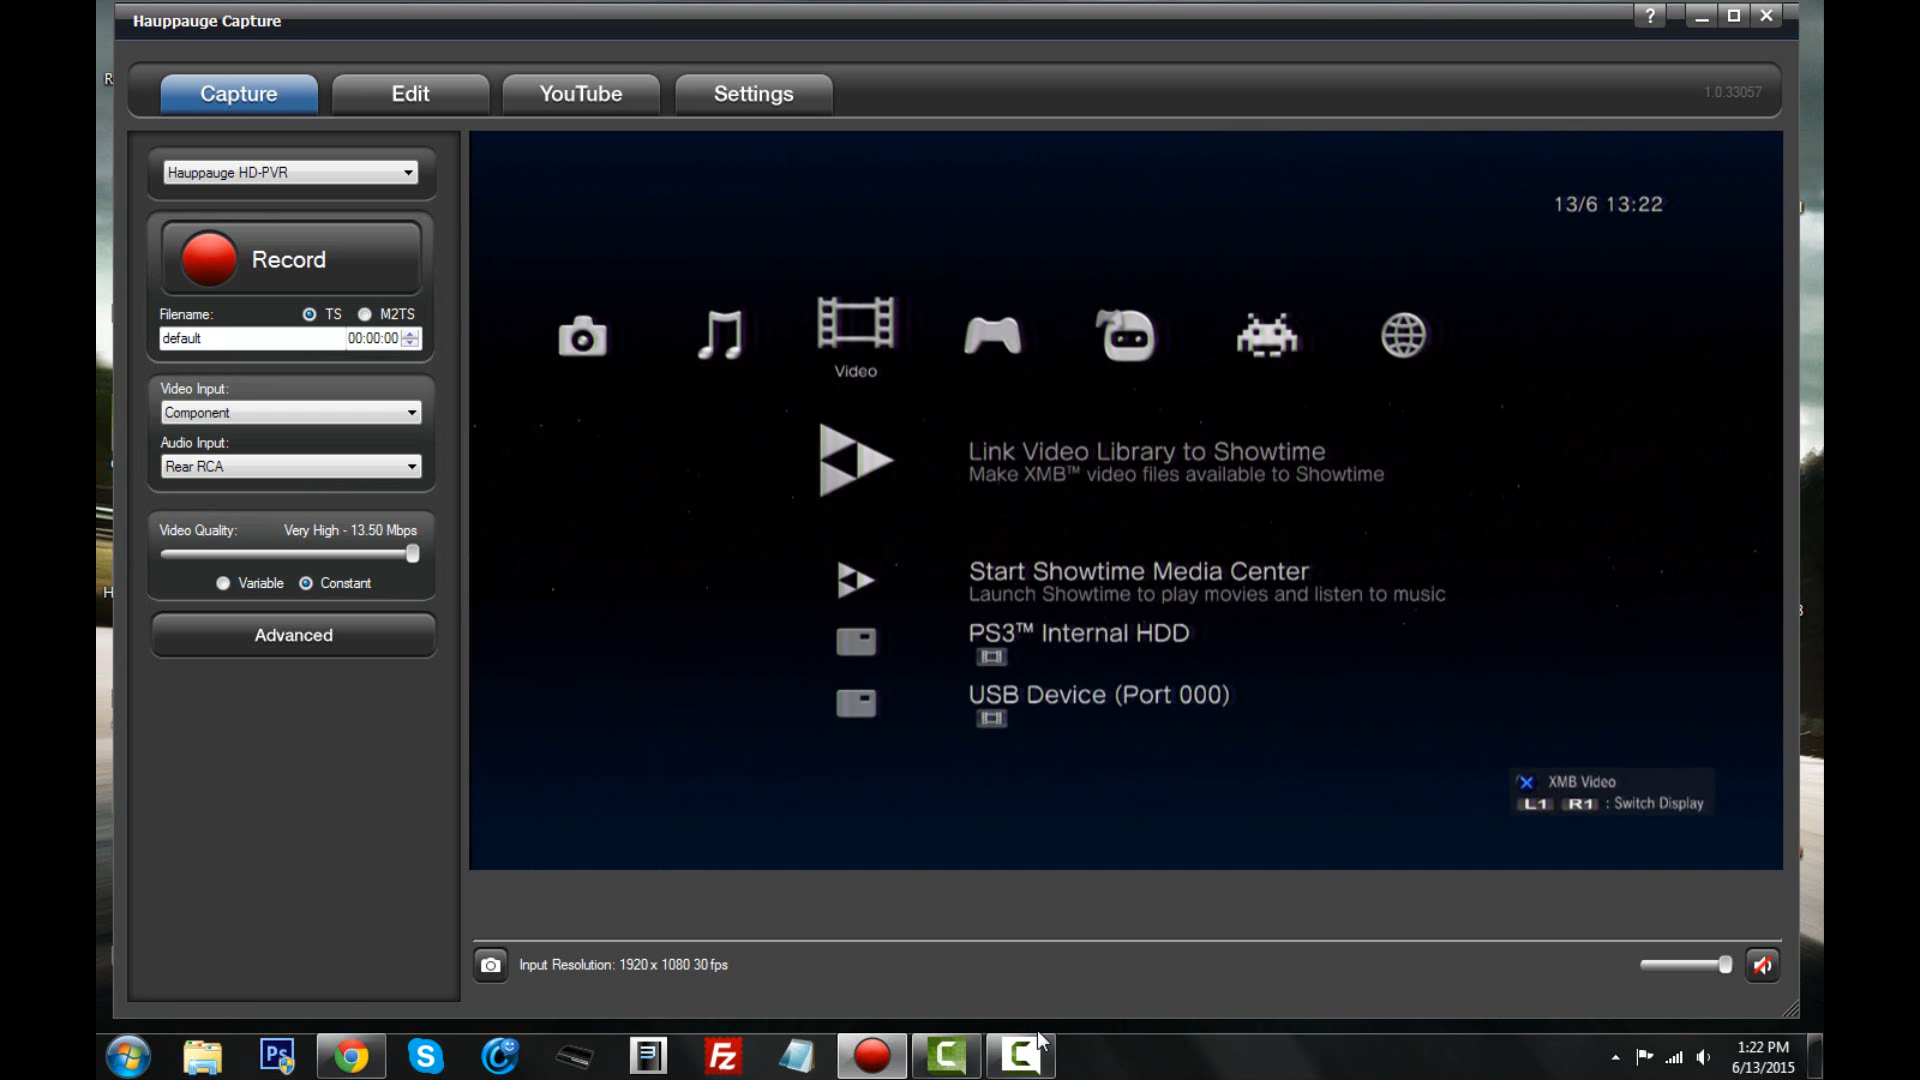 Hauppauge Capture
?
R
Capture
Edit
YouTube
Settings
1.0.33057
Hauppauge HD-PVR
Record
Filename:
TS
M2TS
default
00:00:00
Video Input:
Component
Audio Input:
Rear RCA
Video Quality:
Very High - 13.50 Mbps
Variable
Constant
H
Advanced
13/6 13:22
Video
Link Video Library to Showtime
Make XMB™ video files available to Showtime
Start Showtime Media Center
Launch Showtime to play movies and listen to music
PS3™ Internal HDD
USB Device (Port 000)
XMB Video
L1 R1 : Switch Display
Input Resolution: 1920 x 1080 30 fps
Ps
S
Fz
C
C
1:22 PM
6/13/2015